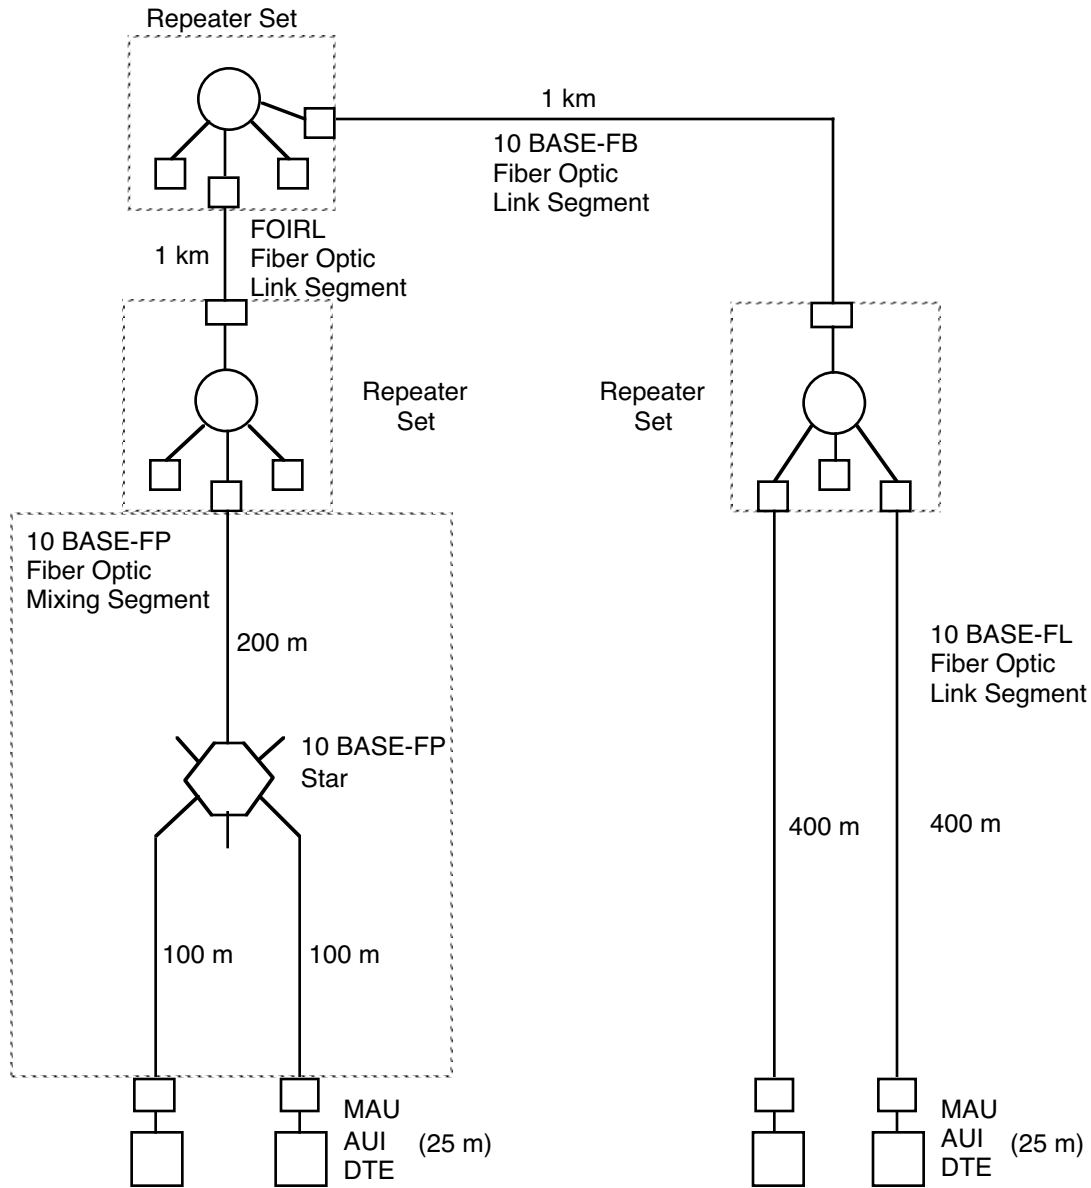 Repeater Set
1 km
10 BASE-FB
Fiber Optic
Link Segment
FOIRL
Fiber Optic
Link Segment
1 km
Repeater
Set
Repeater
Set
10 BASE-FP
Fiber Optic
Mixing Segment
200 m
10 BASE-FL
Fiber Optic
Link Segment
10 BASE-FP
Star
400 m
400 m
100 m
100 m
MAU
AUI
DTE
(25 m)
MAU
AUI
DTE
(25 m)